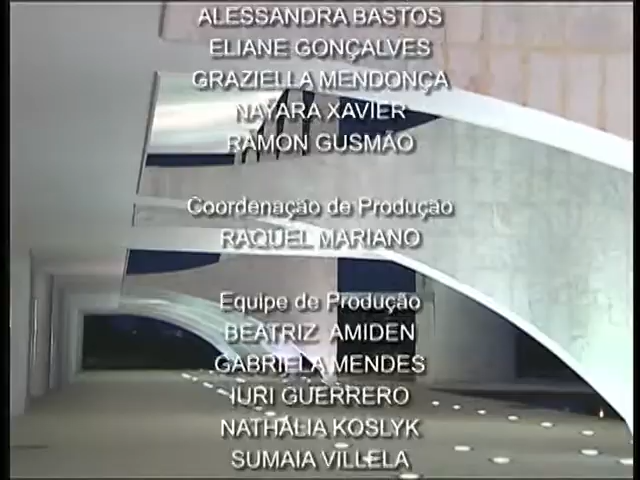 ALESSANDRA BASTOS
ELIANE GONÇALVES
GRAZIELLA MENDONÇA
NAYARA XAVIER
RAMON GUSMÃO
Coordenação de Produção
RAQUEL MARIANO
Equipe de Produção
BEATRIZ AMIDEN
GABRIELA MENDES
IURI GUERRERO
NATHÁLIA KOSLYK
SUMAIA VILLELA